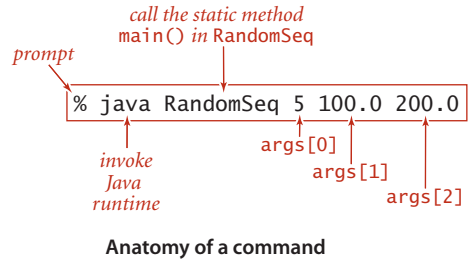 call the static method
main() in RandomSeq
prompt
% java RandomSeq 5 100.0 200.0
invoke
Java
runtime
args[0]
args[1]
args[2]
Anatomy of a command